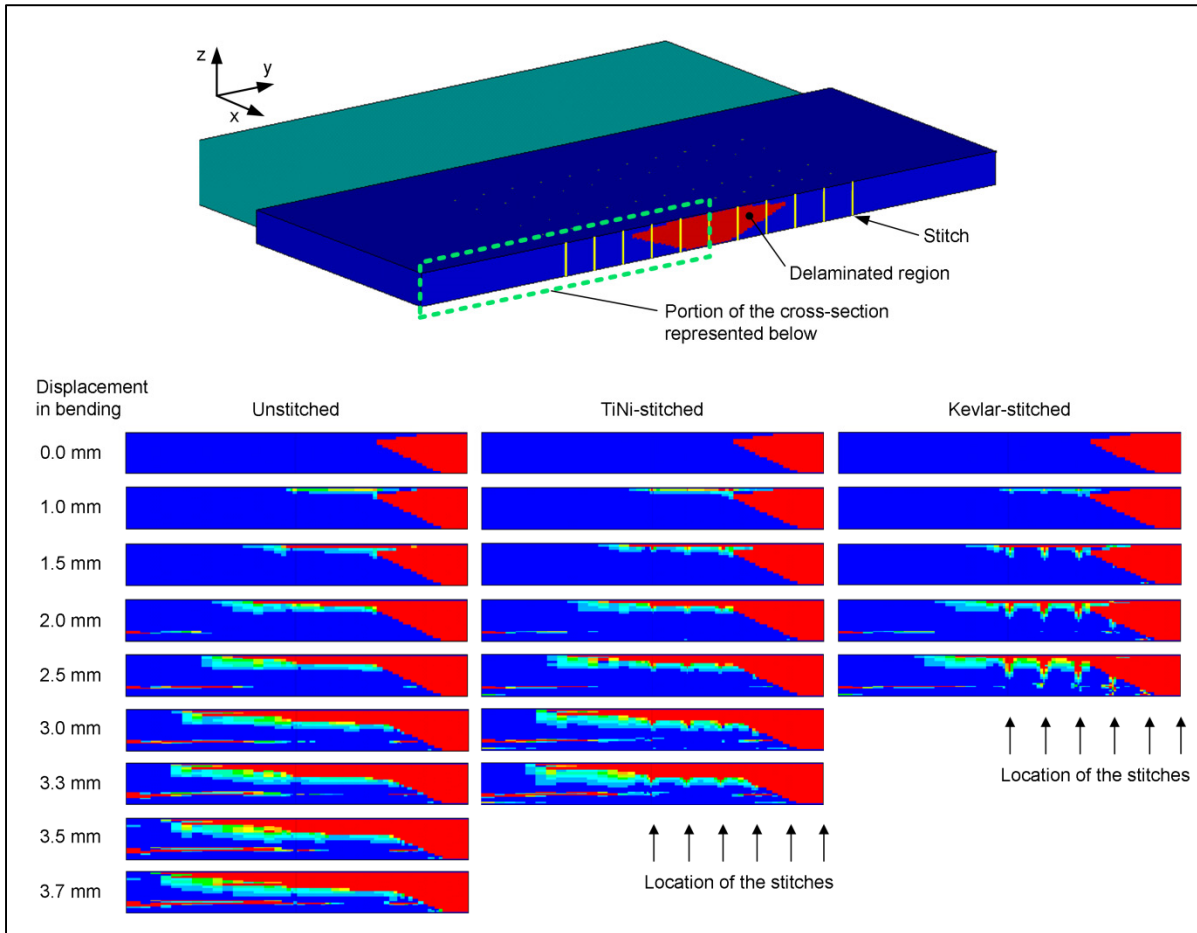 z
y
x
Stitch
Delaminated region
Portion of the cross-section
represented below
Displacement
in bending
Unstitched
TiNi-stitched
Kevlar-stitched
0.0 mm
1.0 mm
1.5 mm
2.0 mm
2.5 mm
3.0 mm
3.3 mm
3.5 mm
3.7 mm
Location of the stitches
Location of the stitches